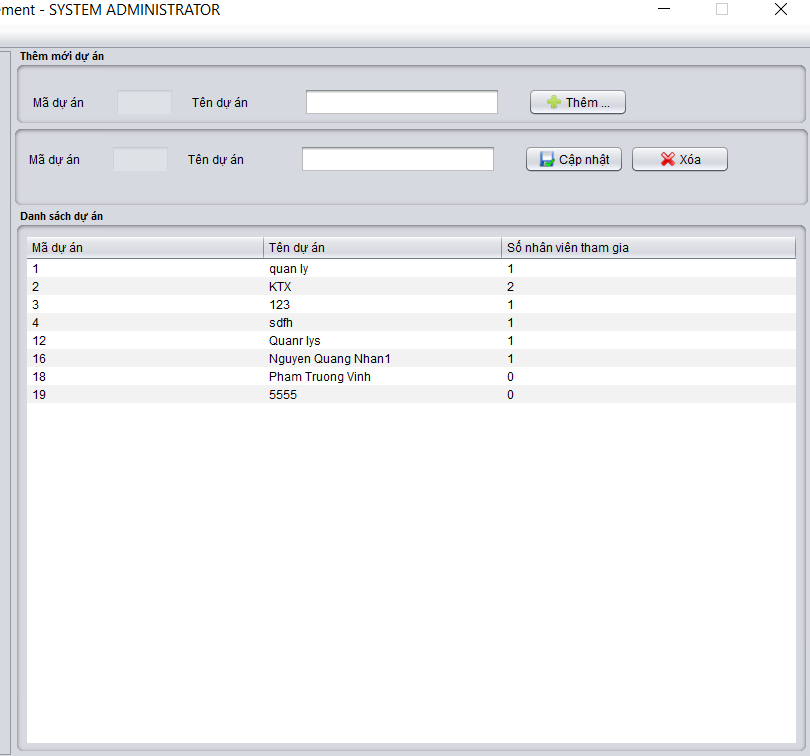 ement - SYSTEM ADMINISTRATOR
Thêm mới dự án
Mã dự án Tên dự án Thêm ...
Mã dự án Tên dự án Cập nhật Xóa
Danh sách dự án
Mã dự án Tên dự án Số nhân viên tham gia
1 quan ly 1
2 KTX 2
3 123 1
4 sdfh 1
12 Quanr lys 1
16 Nguyen Quang Nhan1 1
18 Pham Truong Vinh 0
19 5555 0